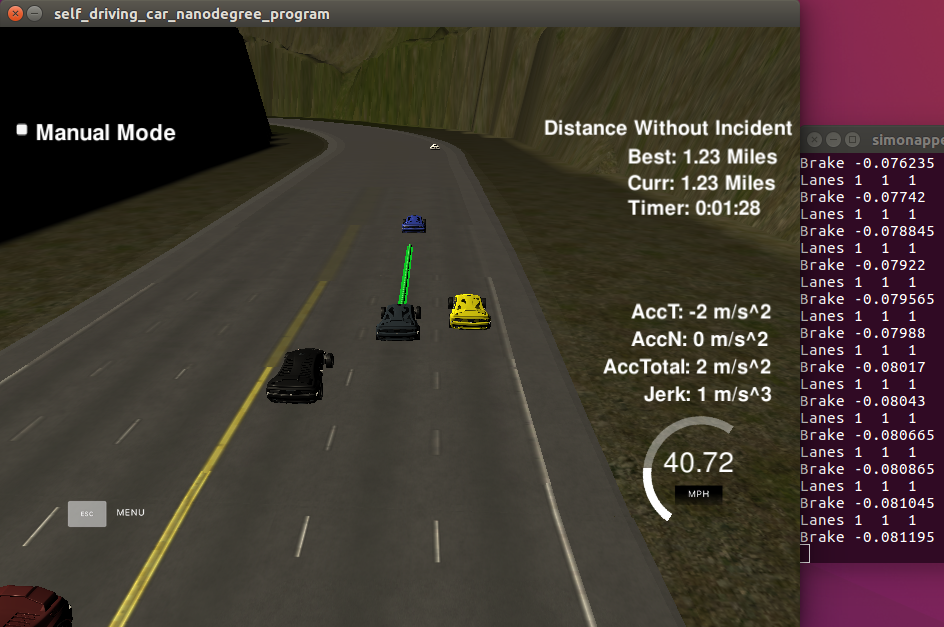 self_driving_car_nanodegree_program
Manual Mode
Distance Without Incident
Best: 1.23 Miles
Curr: 1.23 Miles
Timer: 0:01:28
AccT: -2 m/s^2
AccN: 0 m/s^2
AccTotal: 2 m/s^2
Jerk: 1 m/s^3
40.72
MPH
ESC
MENU
simonappe
Brake -0.076235
Lanes 1 1 1
Brake -0.07742
Lanes 1 1 1
Brake -0.078845
Lanes 1 1 1
Brake -0.07922
Lanes 1 1 1
Brake -0.079565
Lanes 1 1 1
Brake -0.07988
Lanes 1 1 1
Brake -0.08017
Lanes 1 1 1
Brake -0.08043
Lanes 1 1 1
Brake -0.080665
Lanes 1 1 1
Brake -0.080865
Lanes 1 1 1
Brake -0.081045
Lanes 1 1 1
Brake -0.081195